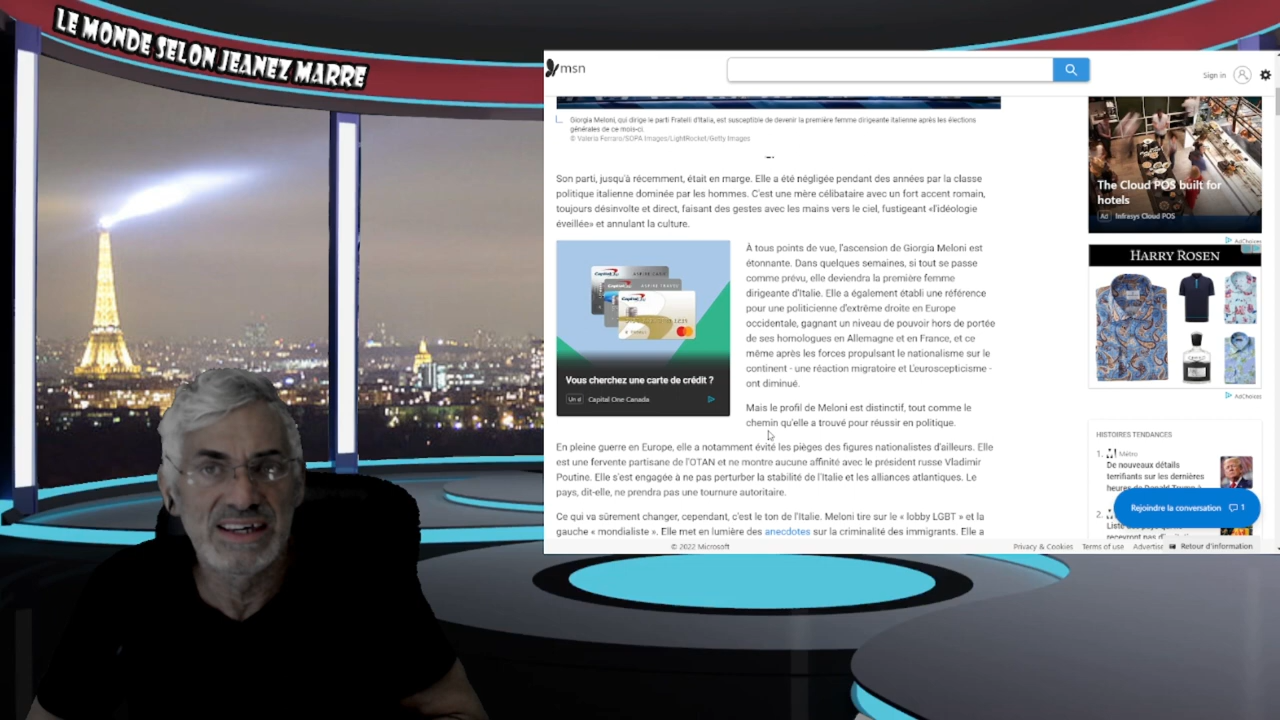 LE MONDE SELON JEANEZ MARRE
msn
Sign in
Giorgia Meloni, qui dirige le parti Fratelli d'Italia, est susceptible de devenir la première femme dirigeante italienne après les élections
générales de ce mois-ci.
© Valeria Ferraro/SOPA Images/LightRocket/Getty Images
Son parti, jusqu'à récemment, était en marge. Elle a été négligée pendant des années par la classe
politique italienne dominée par les hommes. C'est une mère célibataire avec un fort accent romain,
toujours désinvolte et direct, faisant des gestes avec les mains vers le ciel, fustigeant «l'idéologie
éveillée» et annulant la culture.
À tous points de vue, l'ascension de Giorgia Meloni est
étonnante. Dans quelques semaines, si tout se passe
comme prévu, elle deviendra la première femme
dirigeante d'Italie. Elle a également établi une référence
pour une politicienne d'extrême droite en Europe
occidentale, gagnant un niveau de pouvoir hors de portée
de ses homologues en Allemagne et en France, et ce
même après les forces propulsant le nationalisme sur le
continent - une réaction migratoire et L'euroscepticisme -
ont diminué.
Vous cherchez une carte de crédit ?
Capital One Canada
Mais le profil de Meloni est distinctif, tout comme le
chemin qu'elle a trouvé pour réussir en politique.
En pleine guerre en Europe, elle a notamment évité les pièges des figures nationalistes d'ailleurs. Elle
est une fervente partisane de l'OTAN et ne montre aucune affinité avec le président russe Vladimir
Poutine. Elle s'est engagée à ne pas perturber la stabilité de l'Italie et les alliances atlantiques. Le
pays, dit-elle, ne prendra pas une tournure autoritaire.
Ce qui va sûrement changer, cependant, c'est le ton de l'Italie. Meloni tire sur le « lobby LGBT » et la
gauche « mondialiste ». Elle met en lumière des anecdotes sur la criminalité des immigrants. Elle a
The Cloud POS built for
hotels
Ad Infrasys Cloud POS
AdChoices
HARRY ROSEN
AdChoices
HISTOIRES TENDANCES
1. Métro
De nouveaux détails
terrifiants sur les dernières
heures de Donald Trump à
2.
Rejoindre la conversation 1
© 2022 Microsoft
Privacy & Cookies Terms of use Advertise Retour d'information